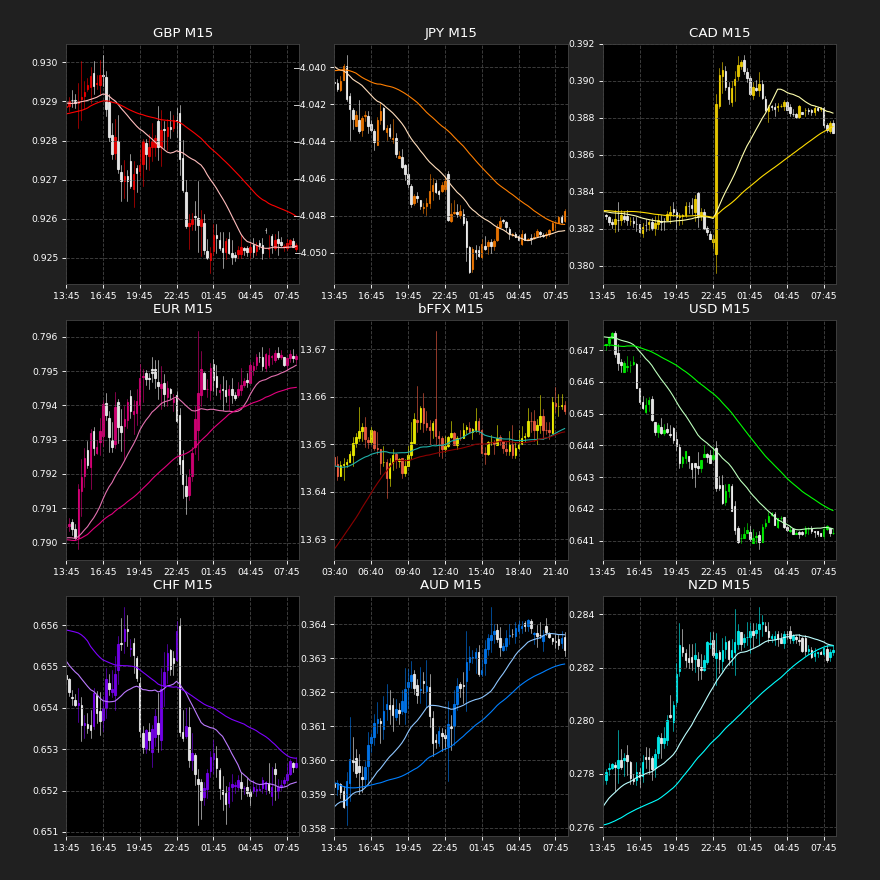 GBP M15 JPY M15 CAD M15
0.930 0.929 0.928 0.927 0.926 0.925
-4.040 -4.042 -4.044 -4.046 -4.048 -4.050
0.392 0.390 0.388 0.386 0.384 0.382 0.380
13:45 16:45 19:45 22:45 01:45 04:45 07:45 13:45 16:45 19:45 22:45 01:45 04:45 07:45 13:45 16:45 19:45 22:45 01:45 04:45 07:45
EUR M15 bFFX M15 USD M15
0.796 0.795 0.794 0.793 0.792 0.791 0.790
13.67 13.66 13.65 13.64 13.63
0.647 0.646 0.645 0.644 0.643 0.642 0.641
13:45 16:45 19:45 22:45 01:45 04:45 07:45 03:40 06:40 09:40 12:40 15:40 18:40 21:40 13:45 16:45 19:45 22:45 01:45 04:45 07:45
CHF M15 AUD M15 NZD M15
0.656 0.655 0.654 0.653 0.652 0.651
0.364 0.363 0.362 0.361 0.360 0.359 0.358
0.284 0.282 0.280 0.278 0.276
13:45 16:45 19:45 22:45 01:45 04:45 07:45 13:45 16:45 19:45 22:45 01:45 04:45 07:45 13:45 16:45 19:45 22:45 01:45 04:45 07:45